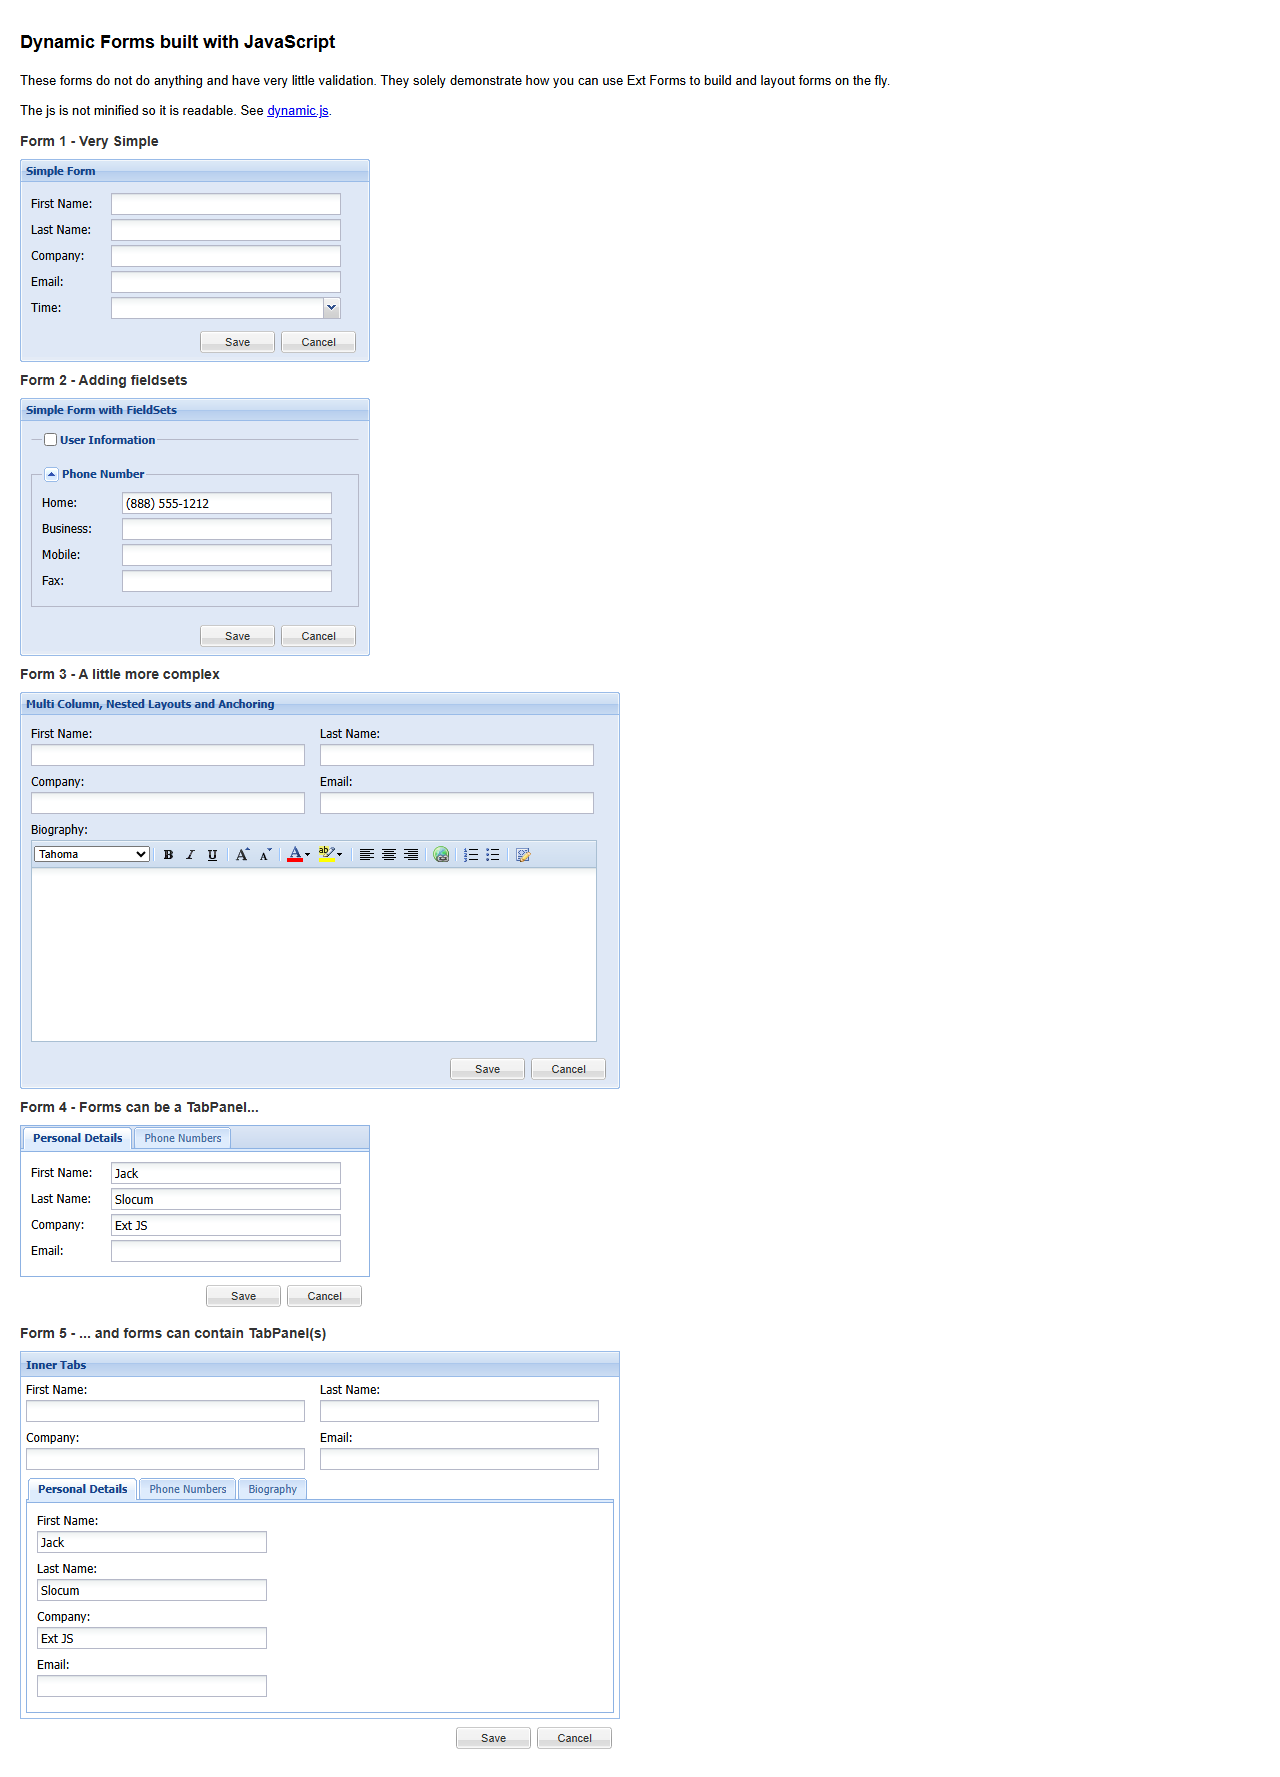 Dynamic Forms built with JavaScript
These forms do not do anything and have very little validation. They solely demonstrate how you can use Ext Forms to build and layout forms on the fly.
The js is not minified so it is readable. See dynamic.js.
Form 1 - Very Simple
Simple Form
First Name:
Last Name:
Company:
Email:
Time:
Save Cancel
Form 2 - Adding fieldsets
Simple Form with FieldSets
User Information
Phone Number
Home: (888) 555-1212
Business:
Mobile:
Fax:
Save Cancel
Form 3 - A little more complex
Multi Column, Nested Layouts and Anchoring
First Name: Last Name:
Company: Email:
Biography:
Tahoma B I U A A A ab
Save Cancel
Form 4 - Forms can be a TabPanel...
Personal Details Phone Numbers
First Name: Jack
Last Name: Slocum
Company: Ext JS
Email:
Save Cancel
Form 5 - ... and forms can contain TabPanel(s)
Inner Tabs
First Name: Last Name:
Company: Email:
Personal Details Phone Numbers Biography
First Name:
Jack
Last Name:
Slocum
Company:
Ext JS
Email:
Save Cancel